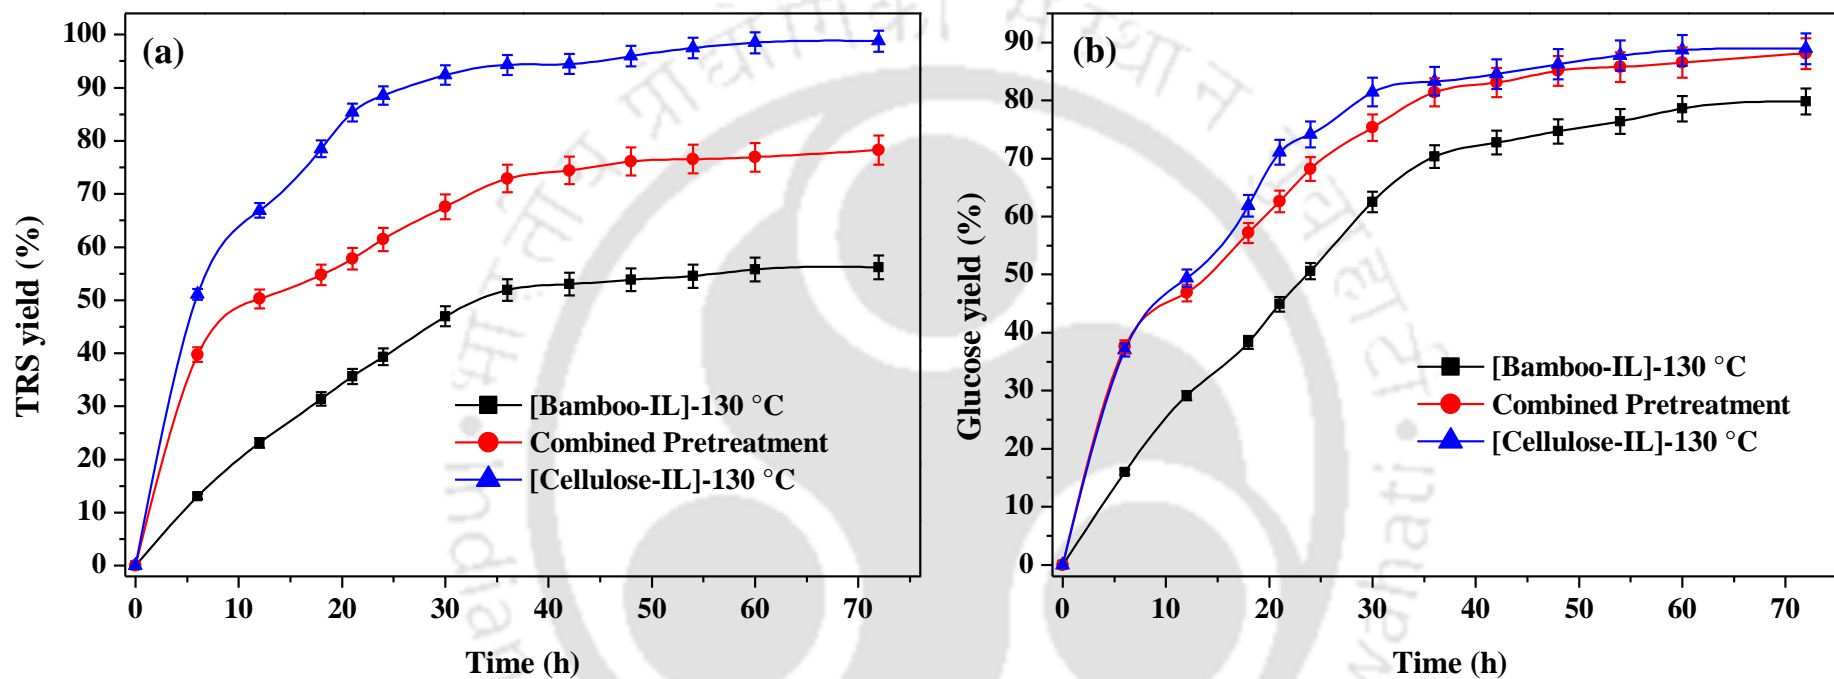 (a)
TRS yield (%)
100
90
80
70
60
50
40
30
20
10
0
[Bamboo-IL]-130 °C
Combined Pretreatment
[Cellulose-IL]-130 °C
0 10 20 30 40 50 60 70
Time (h)
(b)
Glucose yield (%)
90
80
70
60
50
40
30
20
10
0
[Bamboo-IL]-130 °C
Combined Pretreatment
[Cellulose-IL]-130 °C
0 10 20 30 40 50 60 70
Time (h)